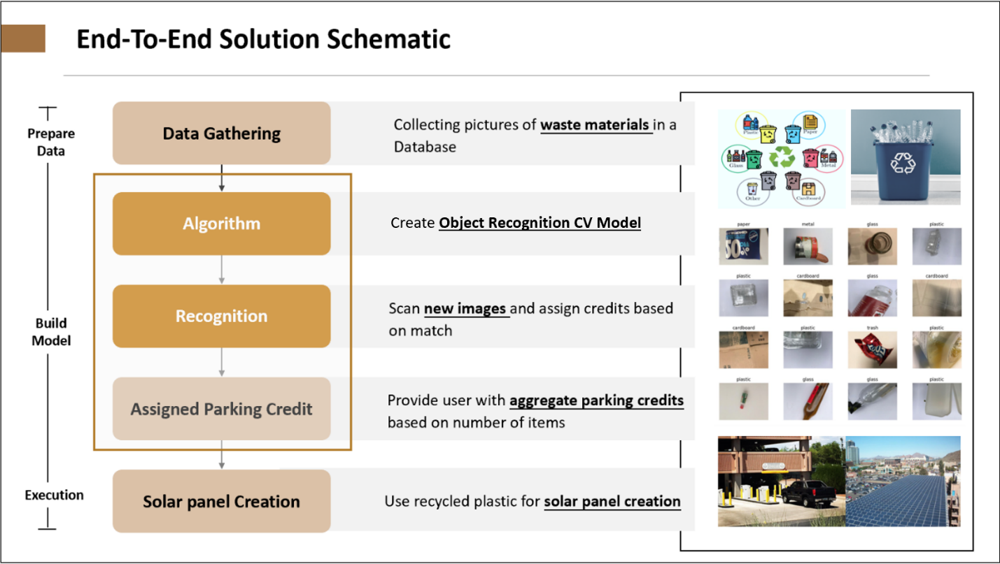 End-To-End Solution Schematic
Prepare
Data
Data Gathering
Collecting pictures of waste materials in a
Database
Algorithm
Create Object Recognition CV Model
Build
Model
Recognition
Scan new images and assign credits based
on match
Assigned Parking Credit
Provide user with aggregate parking credits
based on number of items
Execution
Solar panel Creation
Use recycled plastic for solar panel creation
Plastic
Paper
Glass
Metal
Other
Cardboard
paper
metal
glass
plastic
50%
plastic
cardboard
glass
cardboard
cardboard
plastic
trash
plastic
plastic
glass
glass
plastic